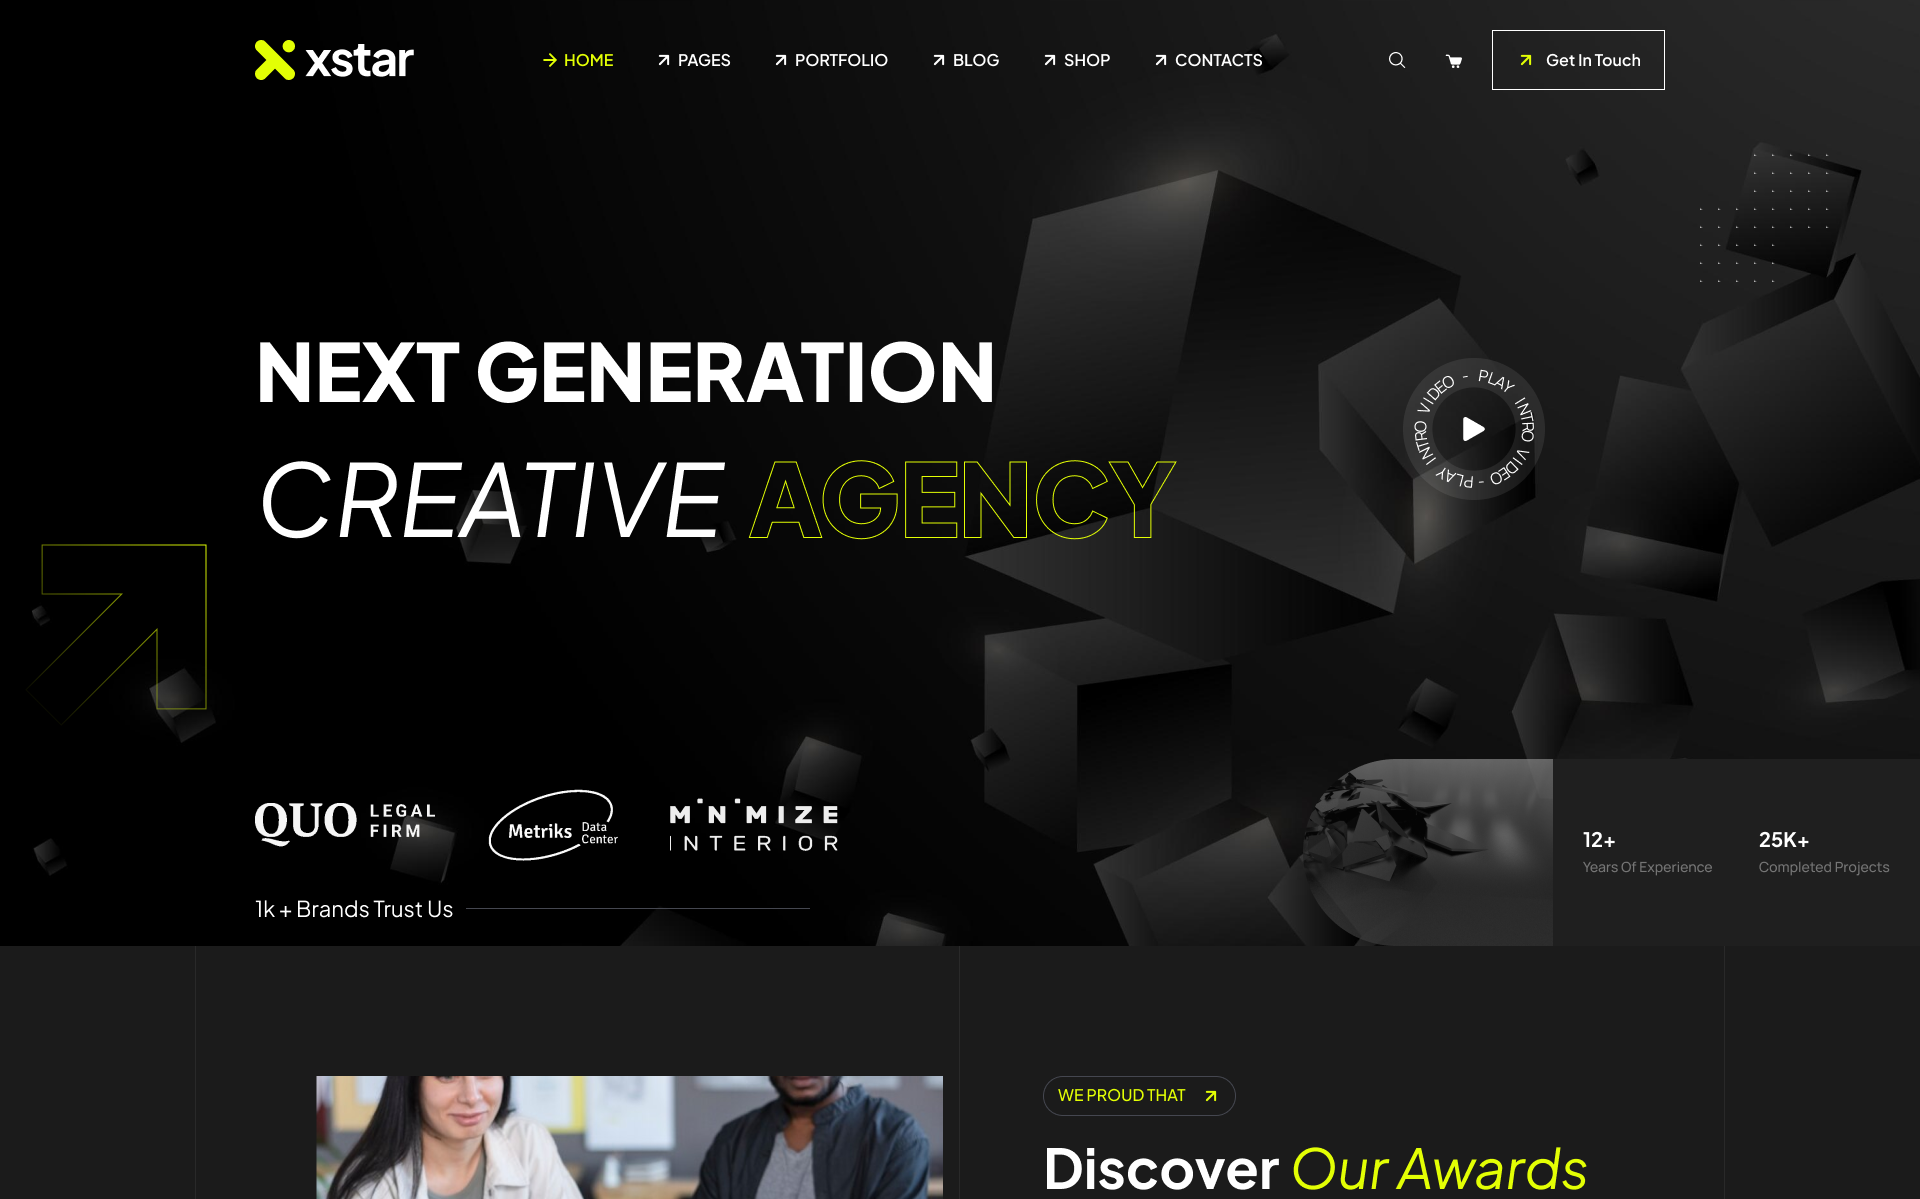 xstar
HOME
PAGES
PORTFOLIO
BLOG
SHOP
CONTACTS
Get In Touch
NEXT GENERATION
CREATIVE AGENCY
PLAY INTRO VIDEO - PLAY INTRO VIDEO -
QUO LEGAL FIRM
Metriks Data Center
MINIMIZE
INTERIOR
1k + Brands Trust Us
12+
Years Of Experience
25K+
Completed Projects
WE PROUD THAT
Discover Our Awards